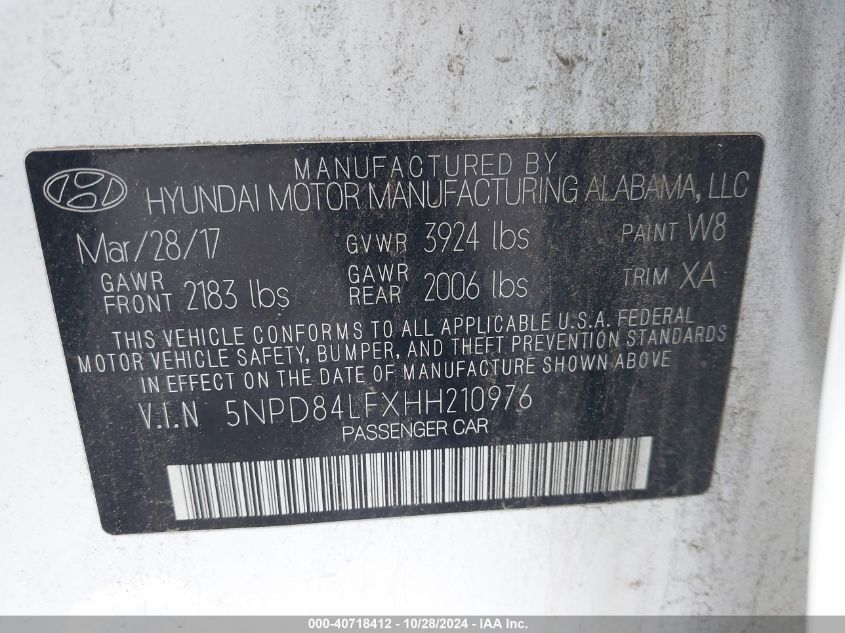 MANUFACTURED BY
HYUNDAI MOTOR MANUFACTURING ALABAMA, LLC
Mar/28/17 GVWR 3924 lbs PAINT W8
GAWR FRONT 2183 lbs GAWR REAR 2006 lbs TRIM XA
THIS VEHICLE CONFORMS TO ALL APPLICABLE U.S.A. FEDERAL
MOTOR VEHICLE SAFETY, BUMPER, AND THEFT PREVENTION STANDARDS
IN EFFECT ON THE DATE OF MANUFACTURE SHOWN ABOVE
V.I.N 5NPD84LFXHH210976
PASSENGER CAR
000-40718412 - 10/28/2024 - IAA Inc.